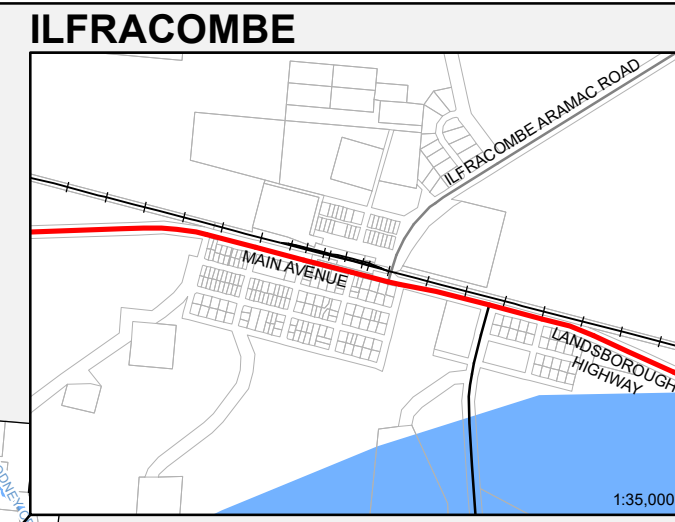 ILFRACOMBE
ILFRACOMBE ARAMAC ROAD
MAIN AVENUE
LANDSBOROUGH
HIGHWAY
1:35,000